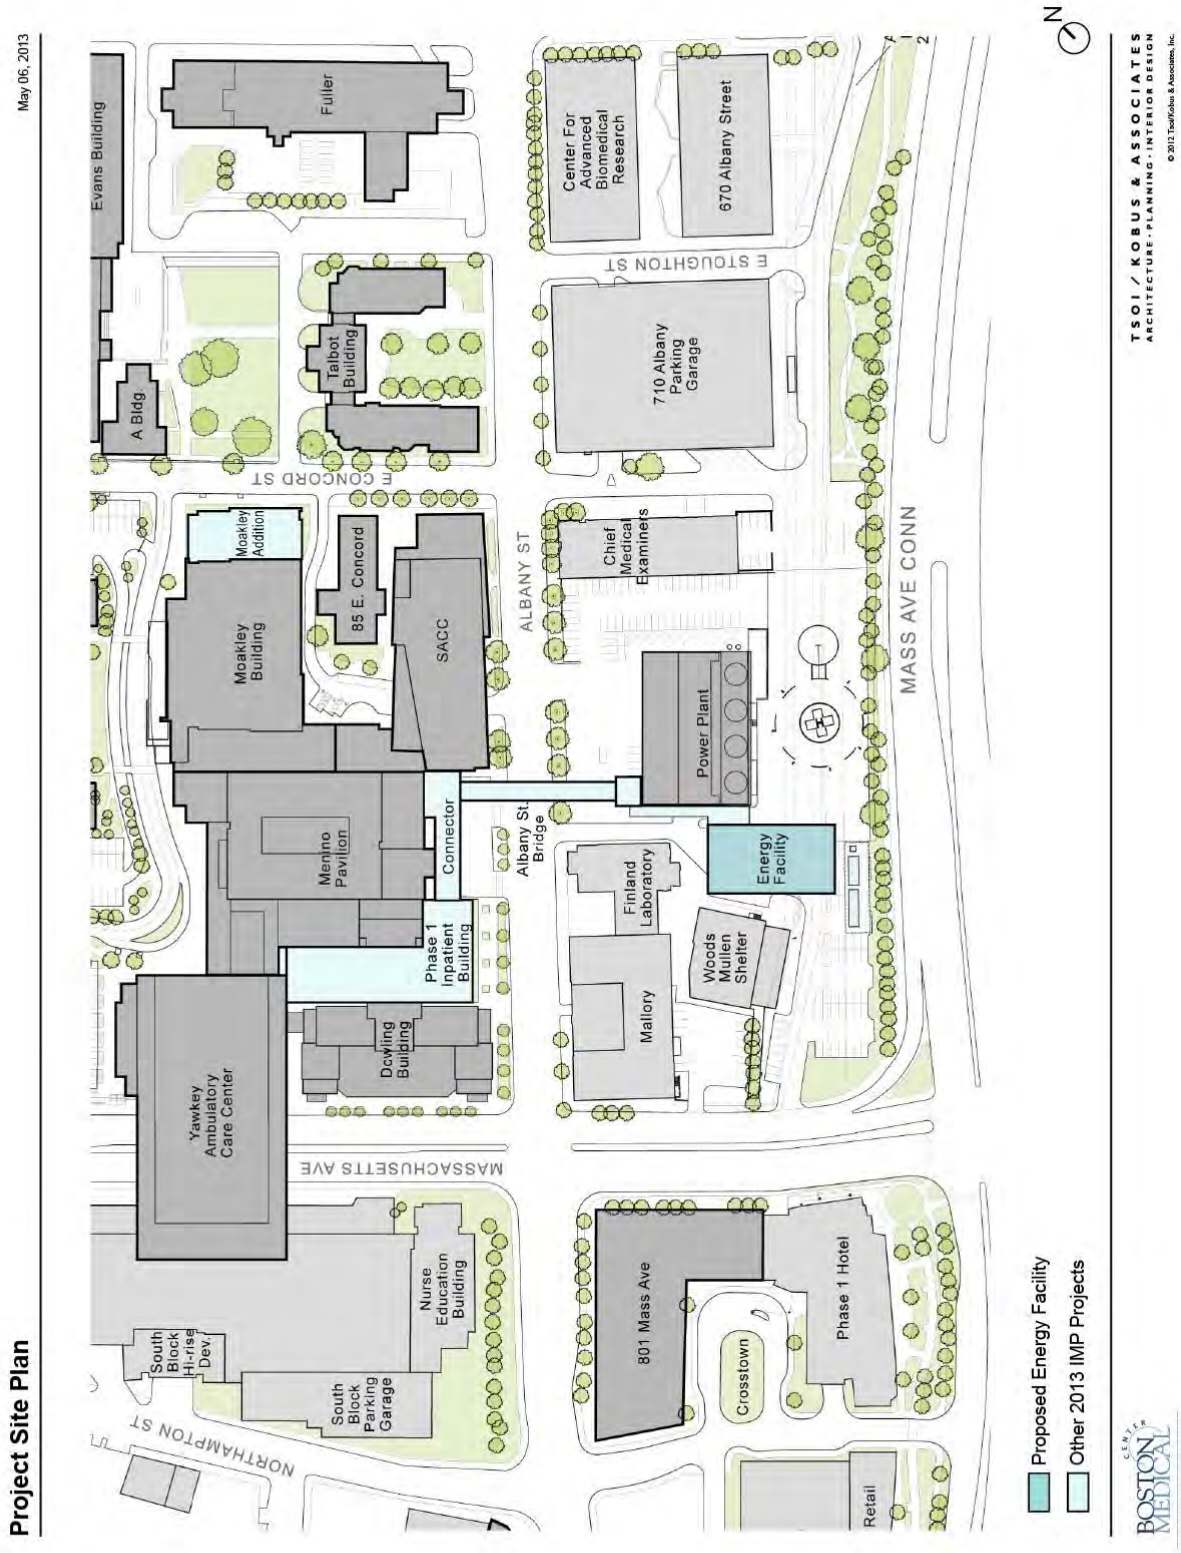 Project Site Plan
May 06, 2013
Evans Building
Fuller
Center For
Advanced
Biomedical
Research
670 Albany Street
E STOUGHTON ST
A Bldg.
Talbot
Building
710 Albany
Parking
Garage
E CONCORD ST
Moakley
Addition
Moakley
Building
85 E. Concord
SACC
ALBANY ST
Chief
Medical
Examiners
MASS AVE CONN
Power Plant
Menino
Pavilion
Connector
Albany St.
Bridge
Finland
Laboratory
Energy
Facility
Phase 1
Inpatient
Building
Woods
Mullen
Shelter
Mallory
Dowling
Building
Yawkey
Ambulatory
Care Center
MASSACHUSETTS AVE
Nurse
Education
Building
South
Block
Hi-rise
Dev.
South
Block
Parking
Garage
NORTHAMPTON ST
801 Mass Ave
Phase 1 Hotel
Crosstown
Retail
N
Proposed Energy Facility
Other 2013 IMP Projects
BOSTON
MEDICAL
CENTER
TSOI / KOBUS & ASSOCIATES
ARCHITECTURE · PLANNING · INTERIOR DESIGN
© 2012 Tsoi/Kobus & Associates, Inc.